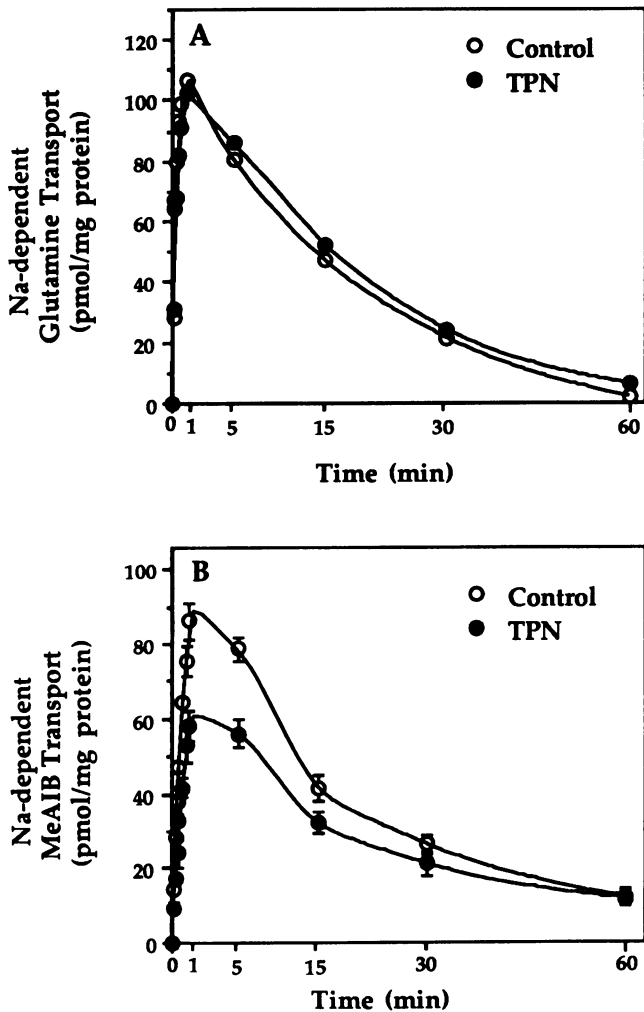 A
Control
TPN
Na-dependent
Glutamine Transport
(pmol/mg protein)
120
100
80
60
40
20
0
0 1 5 15 30 60
Time (min)
B
Control
TPN
Na-dependent
MeAIB Transport
(pmol/mg protein)
100
80
60
40
20
0
0 1 5 15 30 60
Time (min)